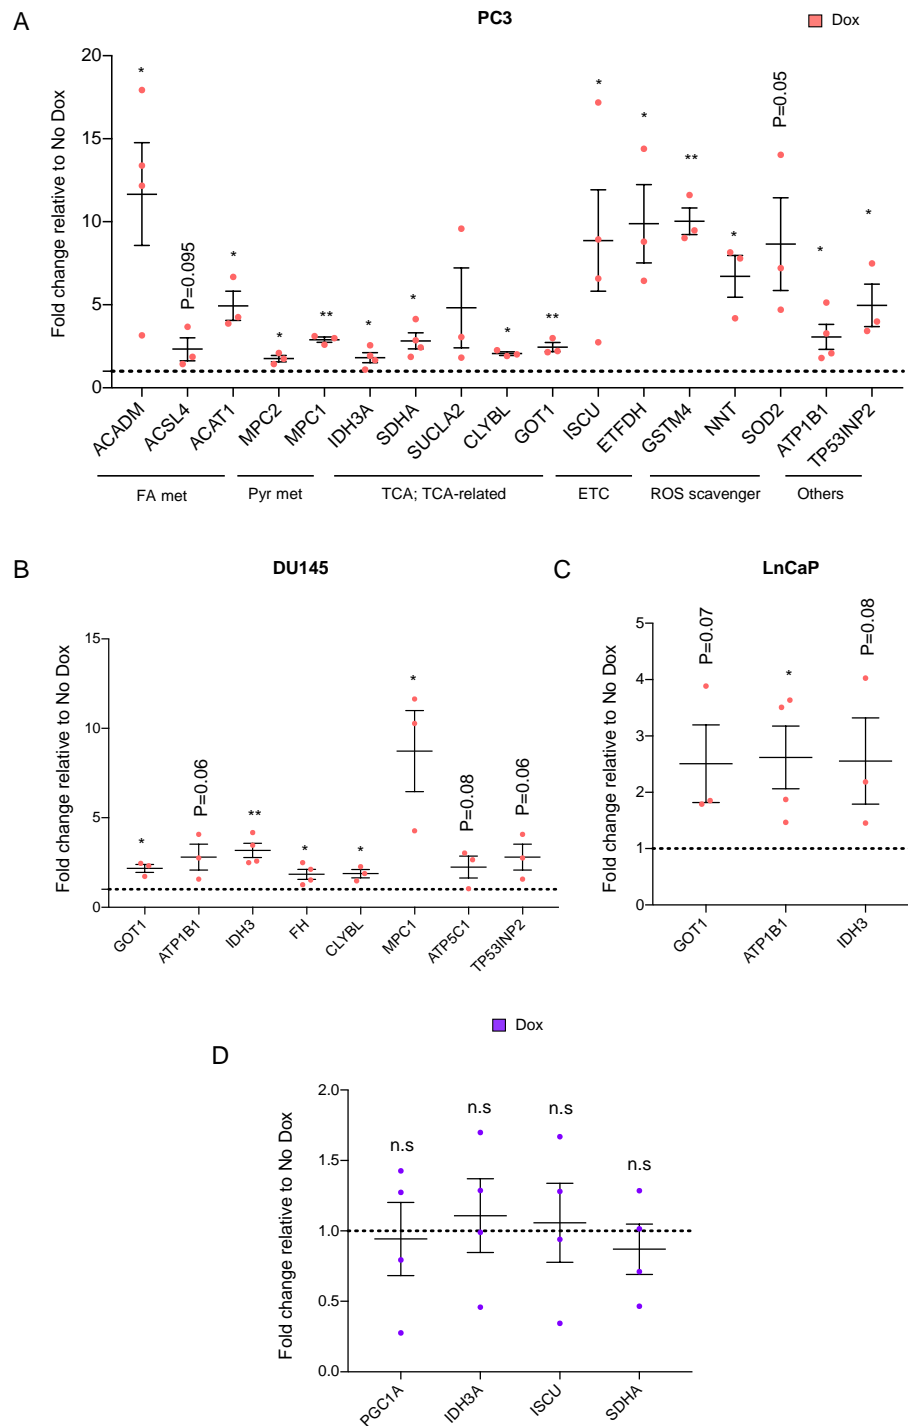 A
PC3
Dox
Fold change relative to No Dox
20
15
10
5
0
*
P=0.095
*
*
**
*
*
*
**
*
*
**
*
P=0.05
*
*
ACADM
ACSL4
ACAT1
MPC2
MPC1
IDH3A
SDHA
SUCLA2
CLYBL
GOT1
ISCU
ETFDH
GSTM4
NNT
SOD2
ATP1B1
TP53INP2
FA met
Pyr met
TCA; TCA-related
ETC
ROS scavenger
Others
B
DU145
Fold change relative to No Dox
15
10
5
0
*
P=0.06
**
*
*
*
P=0.08
P=0.06
GOT1
ATP1B1
IDH3
FH
CLYBL
MPC1
ATP5C1
TP53INP2
C
LnCaP
Fold change relative to No Dox
5
4
3
2
1
0
P=0.07
*
P=0.08
GOT1
ATP1B1
IDH3
Dox
D
Fold change relative to No Dox
2.0
1.5
1.0
0.5
0.0
n.s
n.s
n.s
n.s
PGC1A
IDH3A
ISCU
SDHA